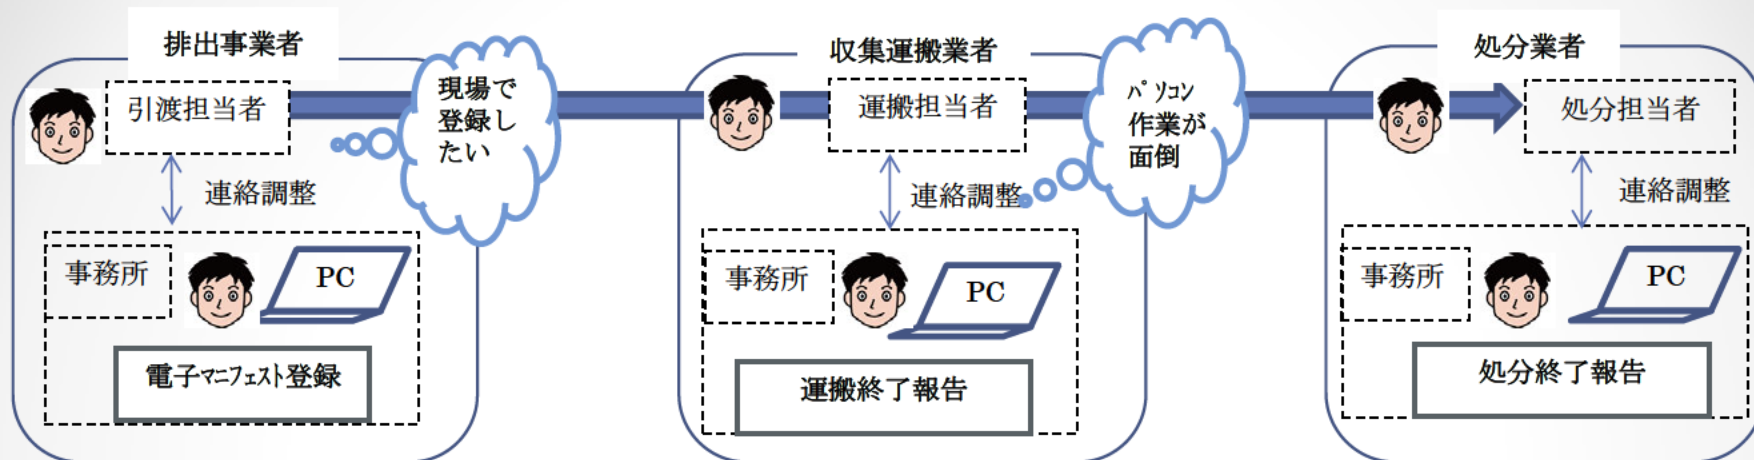 排出事業者
引渡担当者
現場で
登録し
たい
連絡調整
事務所
PC
電子ﾏﾆﾌｪｽﾄ登録
収集運搬業者
運搬担当者
ﾊﾟｿｺﾝ
作業が
面倒
連絡調整
事務所
PC
運搬終了報告
処分業者
処分担当者
連絡調整
事務所
PC
処分終了報告